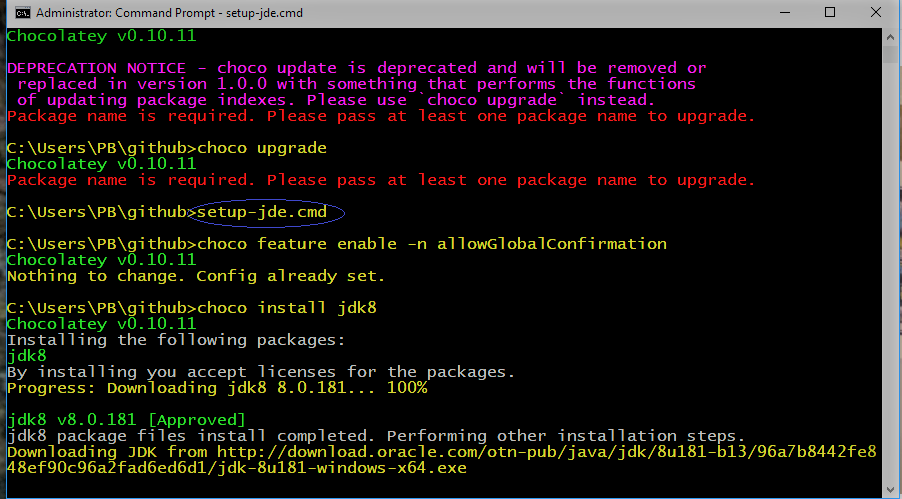 Administrator: Command Prompt - setup-jde.cmd
Chocolatey v0.10.11
DEPRECATION NOTICE - choco update is deprecated and will be removed or
replaced in version 1.0.0 with something that performs the functions
of updating package indexes. Please use `choco upgrade` instead.
Package name is required. Please pass at least one package name to upgrade.
C:\Users\PB\github>choco upgrade
Chocolatey v0.10.11
Package name is required. Please pass at least one package name to upgrade.
C:\Users\PB\github>setup-jde.cmd
C:\Users\PB\github>choco feature enable -n allowGlobalConfirmation
Chocolatey v0.10.11
Nothing to change. Config already set.
C:\Users\PB\github>choco install jdk8
Chocolatey v0.10.11
Installing the following packages:
jdk8
By installing you accept licenses for the packages.
Progress: Downloading jdk8 8.0.181... 100%
jdk8 v8.0.181 [Approved]
jdk8 package files install completed. Performing other installation steps.
Downloading JDK from http://download.oracle.com/otn-pub/java/jdk/8u181-b13/96a7b8442fe8
48ef90c96a2fad6ed6d1/jdk-8u181-windows-x64.exe